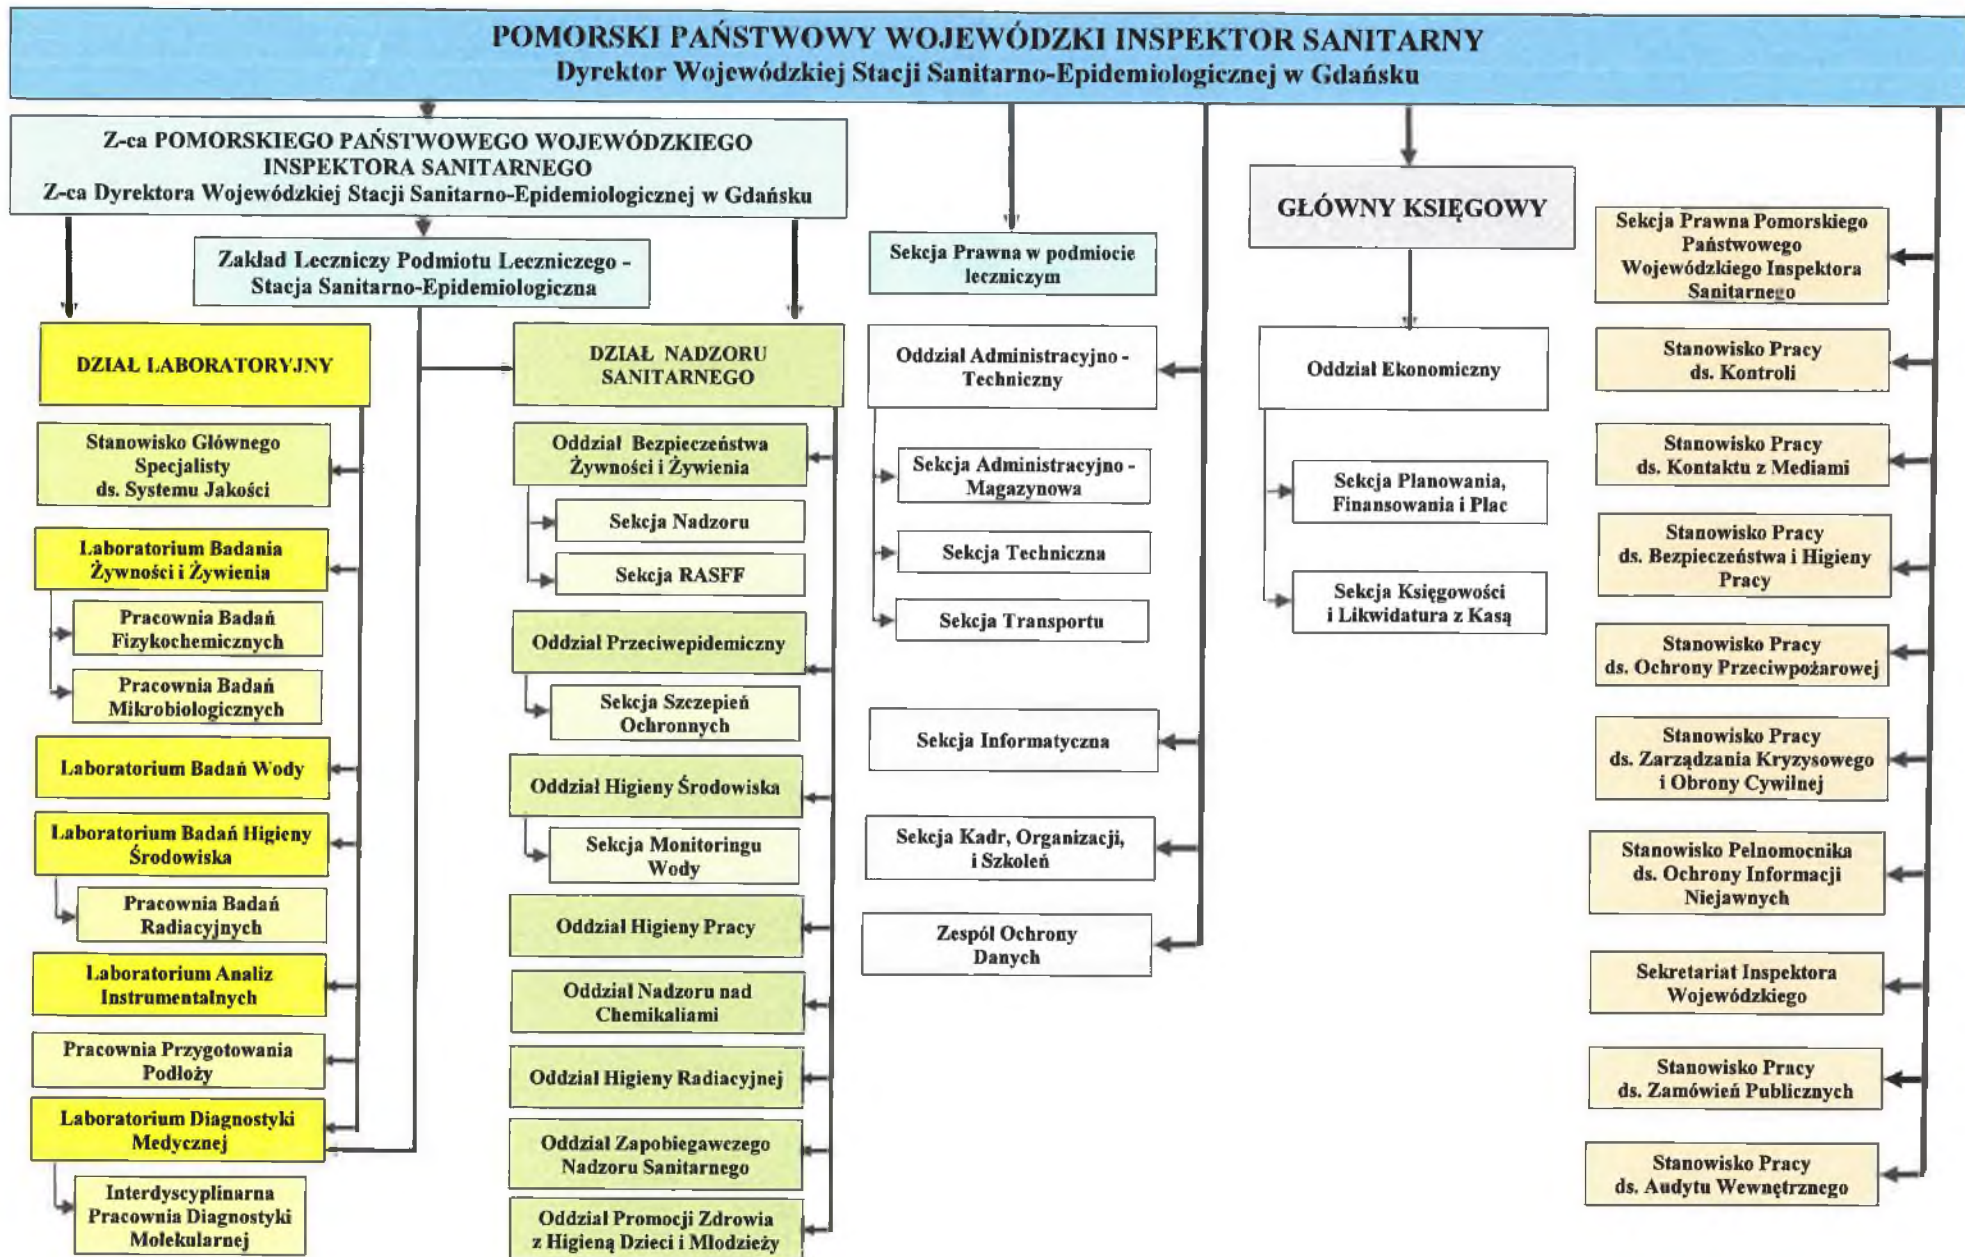 POMORSKI PAŃSTWOWY WOJEWÓDZKI INSPEKTOR SANITARNY
Dyrektor Wojewódzkiej Stacji Sanitarno-Epidemiologicznej w Gdańsku
Z-ca POMORSKIEGO PAŃSTWOWEGO WOJEWÓDZKIEGO
INSPEKTORA SANITARNEGO
Z-ca Dyrektora Wojewódzkiej Stacji Sanitarno-Epidemiologicznej w Gdańsku
Zakład Leczniczy Podmiotu Leczniczego -
Stacja Sanitarno-Epidemiologiczna
DZIAŁ LABORATORYJNY
Stanowisko Głównego
Specjalisty
ds. Systemu Jakości
Laboratorium Badania
Żywności i Żywienia
Pracownia Badań
Fizykochemicznych
Pracownia Badań
Mikrobiologicznych
Laboratorium Badań Wody
Laboratorium Badań Higieny
Środowiska
Pracownia Badań
Radiacyjnych
Laboratorium Analiz
Instrumentalnych
Pracownia Przygotowania
Podłoży
Laboratorium Diagnostyki
Medycznej
Interdyscyplinarna
Pracownia Diagnostyki
Molekularnej
DZIAŁ NADZORU
SANITARNEGO
Oddział Bezpieczeństwa
Żywności i Żywienia
Sekcja Nadzoru
Sekcja RASFF
Oddział Przeciwepidemiczny
Sekcja Szczepień
Ochronnych
Oddział Higieny Środowiska
Sekcja Monitoringu
Wody
Oddział Higieny Pracy
Oddział Nadzoru nad
Chemikaliami
Oddział Higieny Radiacyjnej
Oddział Zapobiegawczego
Nadzoru Sanitarnego
Oddział Promocji Zdrowia
z Higieną Dzieci i Młodzieży
Sekcja Prawna w podmiocie
leczniczym
Oddział Administracyjno -
Techniczny
Sekcja Administracyjno -
Magazynowa
Sekcja Techniczna
Sekcja Transportu
Sekcja Informatyczna
Sekcja Kadr, Organizacji,
i Szkoleń
Zespół Ochrony
Danych
GŁÓWNY KSIĘGOWY
Oddział Ekonomiczny
Sekcja Planowania,
Finansowania i Płac
Sekcja Księgowości
i Likwidatura z Kasą
Sekcja Prawna Pomorskiego
Państwowego
Wojewódzkiego Inspektora
Sanitarnego
Stanowisko Pracy
ds. Kontroli
Stanowisko Pracy
ds. Kontaktu z Mediami
Stanowisko Pracy
ds. Bezpieczeństwa i Higieny
Pracy
Stanowisko Pracy
ds. Ochrony Przeciwpożarowej
Stanowisko Pracy
ds. Zarządzania Kryzysowego
i Obrony Cywilnej
Stanowisko Pełnomocnika
ds. Ochrony Informacji
Niejawnych
Sekretariat Inspektora
Wojewódzkiego
Stanowisko Pracy
ds. Zamówień Publicznych
Stanowisko Pracy
ds. Audytu Wewnętrznego